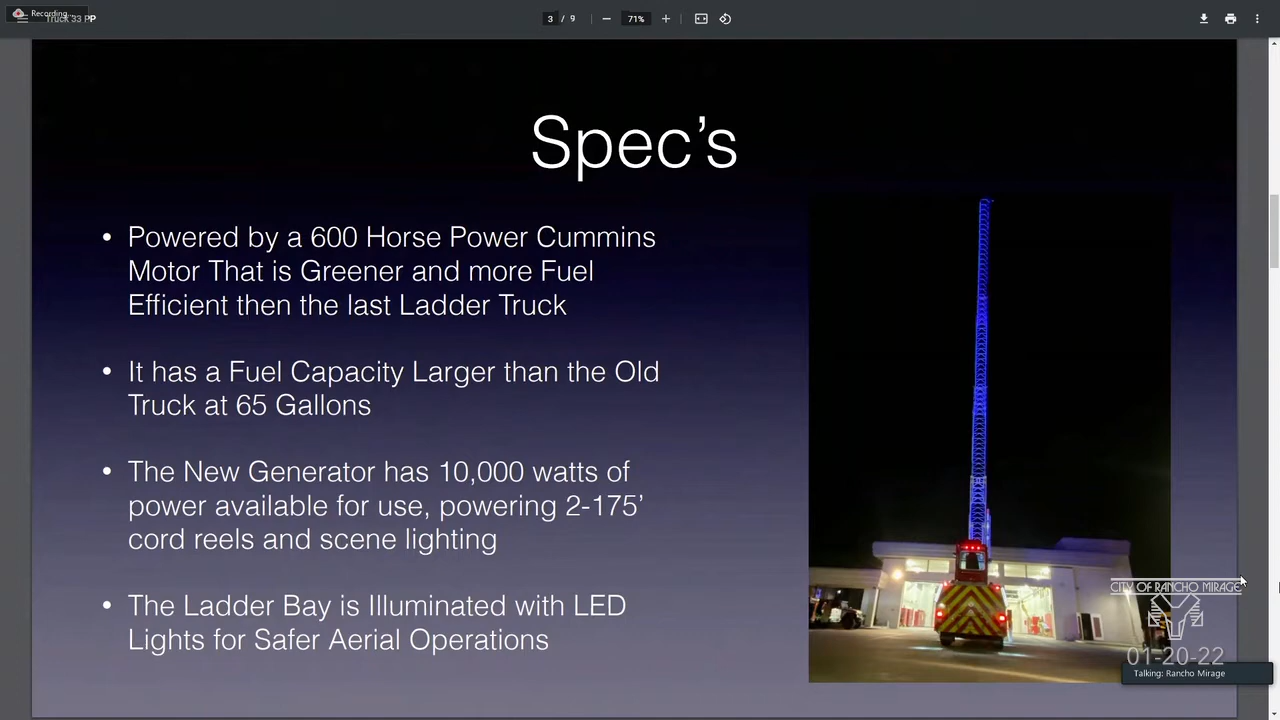 Recording...
Truck 33 PP
3 / 9
71%
Spec's
• Powered by a 600 Horse Power Cummins
Motor That is Greener and more Fuel
Efficient then the last Ladder Truck
• It has a Fuel Capacity Larger than the Old
Truck at 65 Gallons
• The New Generator has 10,000 watts of
power available for use, powering 2-175'
cord reels and scene lighting
• The Ladder Bay is Illuminated with LED
Lights for Safer Aerial Operations
CITY OF RANCHO MIRAGE
01-20-22
Talking: Rancho Mirage